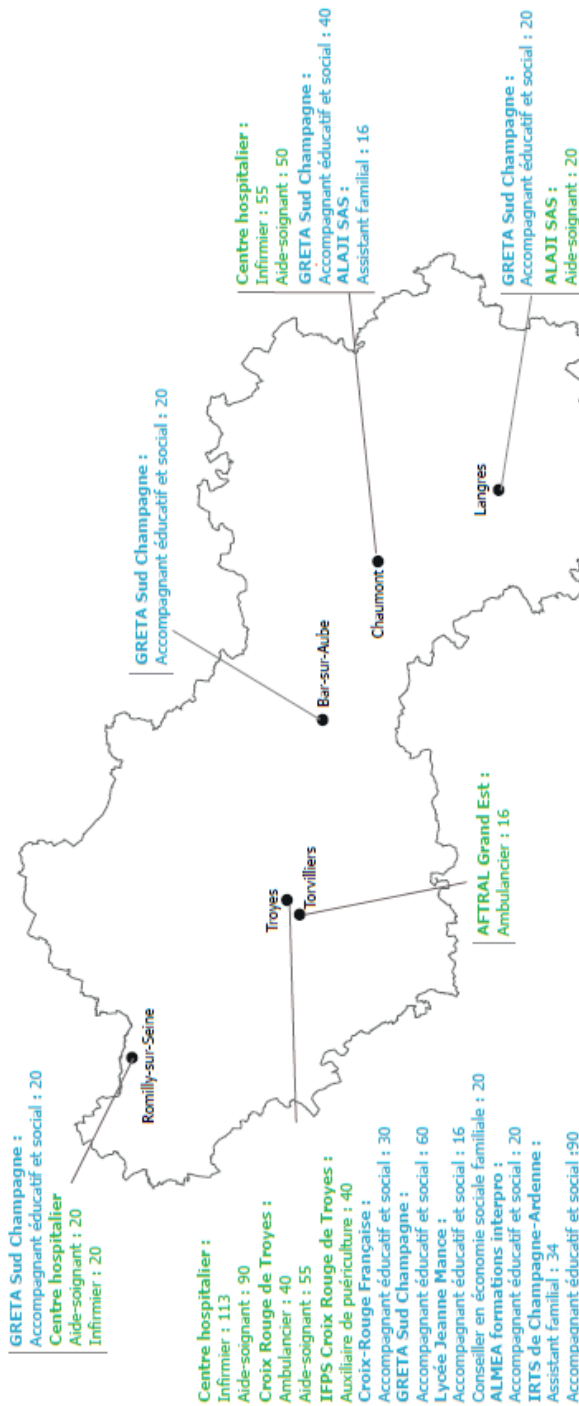 GRETA Sud Champagne :
Accompagnant éducatif et social : 20
Centre hospitalier
Aide-soignant : 20
Infirmier : 20
Romilly-sur-Seine
Centre hospitalier :
Infirmier : 113
Aide-soignant : 90
Croix Rouge de Troyes :
Ambulancier : 40
Aide-soignant : 55
IFPS Croix Rouge de Troyes :
Auxiliaire de puériculture : 40
Croix-Rouge Française :
Accompagnant éducatif et social : 30
GRETA Sud Champagne :
Accompagnant éducatif et social : 60
Lycée Jeanne Mance :
Accompagnant éducatif et social : 16
Conseiller en économie sociale familiale : 20
ALMEA formations interpro :
Accompagnant éducatif et social : 20
IRTS de Champagne-Ardenne :
Assistant familial : 34
Accompagnant éducatif et social :90
Troyes
Torvilliers
AFTRAL Grand Est :
Ambulancier : 16
GRETA Sud Champagne :
Accompagnant éducatif et social : 20
Bar-sur-Aube
Chaumont
Centre hospitalier :
Infirmier : 55
Aide-soignant : 50
GRETA Sud Champagne :
Accompagnant éducatif et social : 40
ALAJI SAS :
Assistant familial : 16
Langres
GRETA Sud Champagne :
Accompagnant éducatif et social : 20
ALAJI SAS :
Aide-soignant : 20